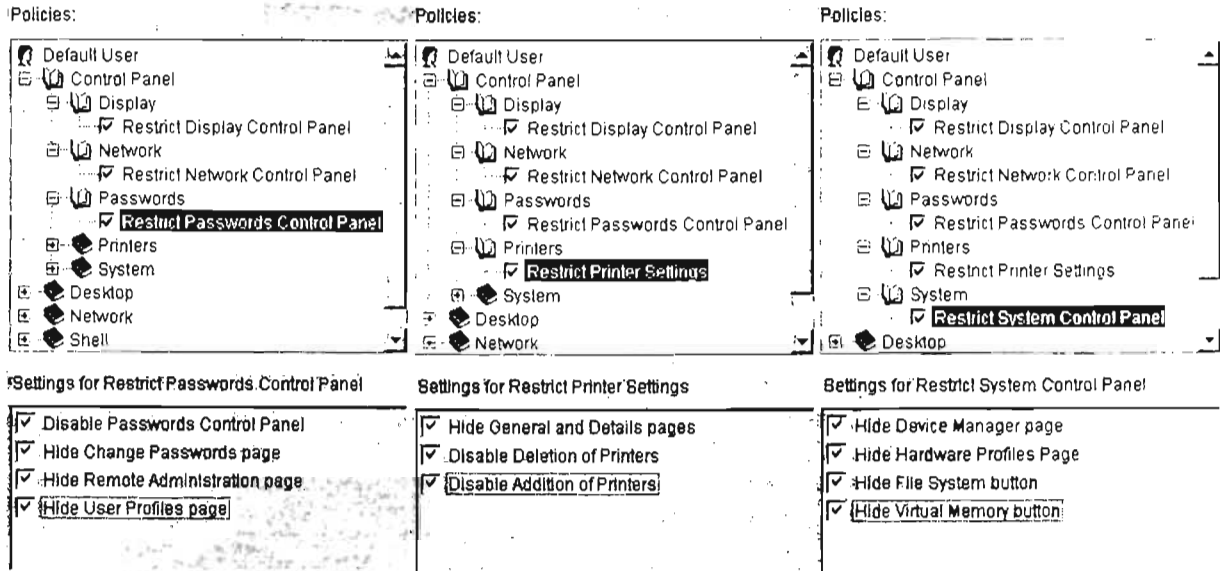 Policies:
Default User
Control Panel
Display
Restrict Display Control Panel
Network
Restrict Network Control Panel
Passwords
Restrict Passwords Control Panel
Printers
System
Desktop
Network
Shell
Settings for Restrict Passwords Control Panel
Disable Passwords Control Panel
Hide Change Passwords page
Hide Remote Administration page
Hide User Profiles page
Policies:
Default User
Control Panel
Display
Restrict Display Control Panel
Network
Restrict Network Control Panel
Passwords
Restrict Passwords Control Panel
Printers
Restrict Printer Settings
System
Desktop
Network
Settings for Restrict Printer Settings
Hide General and Details pages
Disable Deletion of Printers
Disable Addition of Printers
Policies:
Default User
Control Panel
Display
Restrict Display Control Panel
Network
Restrict Network Control Panel
Passwords
Restrict Passwords Control Panel
Printers
Restrict Printer Settings
System
Restrict System Control Panel
Desktop
Settings for Restrict System Control Panel
Hide Device Manager page
Hide Hardware Profiles Page
Hide File System button
Hide Virtual Memory button